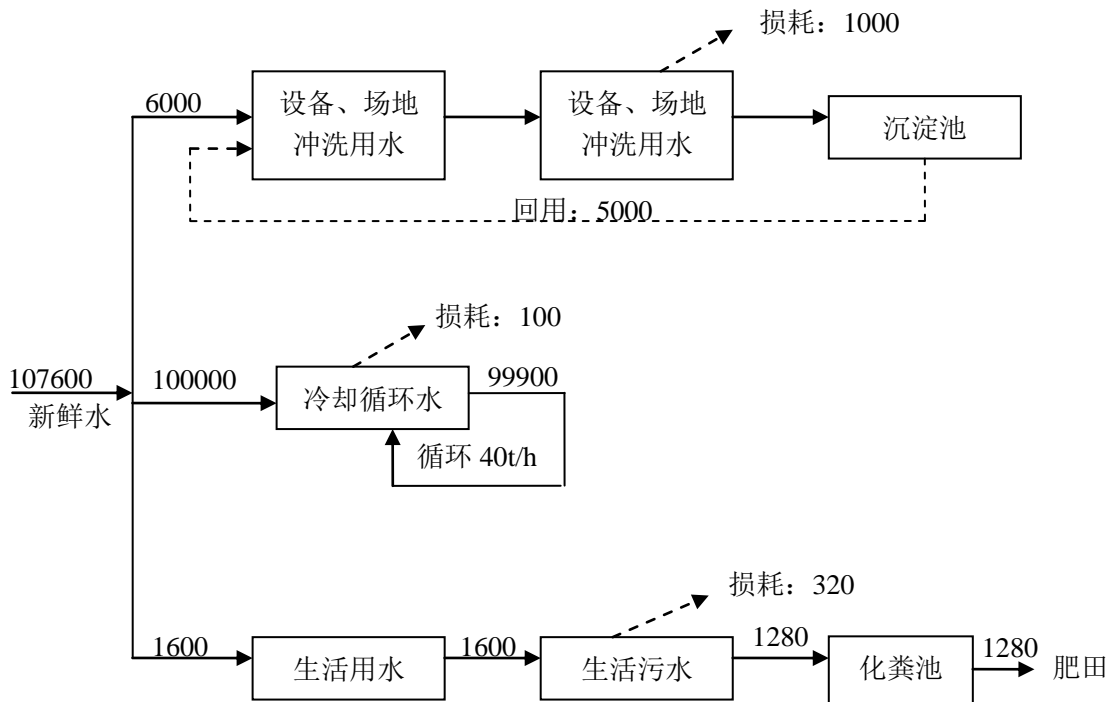 损耗：1000
6000
设备、场地
冲洗用水
设备、场地
冲洗用水
沉淀池
回用：5000
损耗：100
107600
新鲜水
100000
冷却循环水
99900
循环 40t/h
损耗：320
1600
生活用水
1600
生活污水
1280
化粪池
1280
肥田